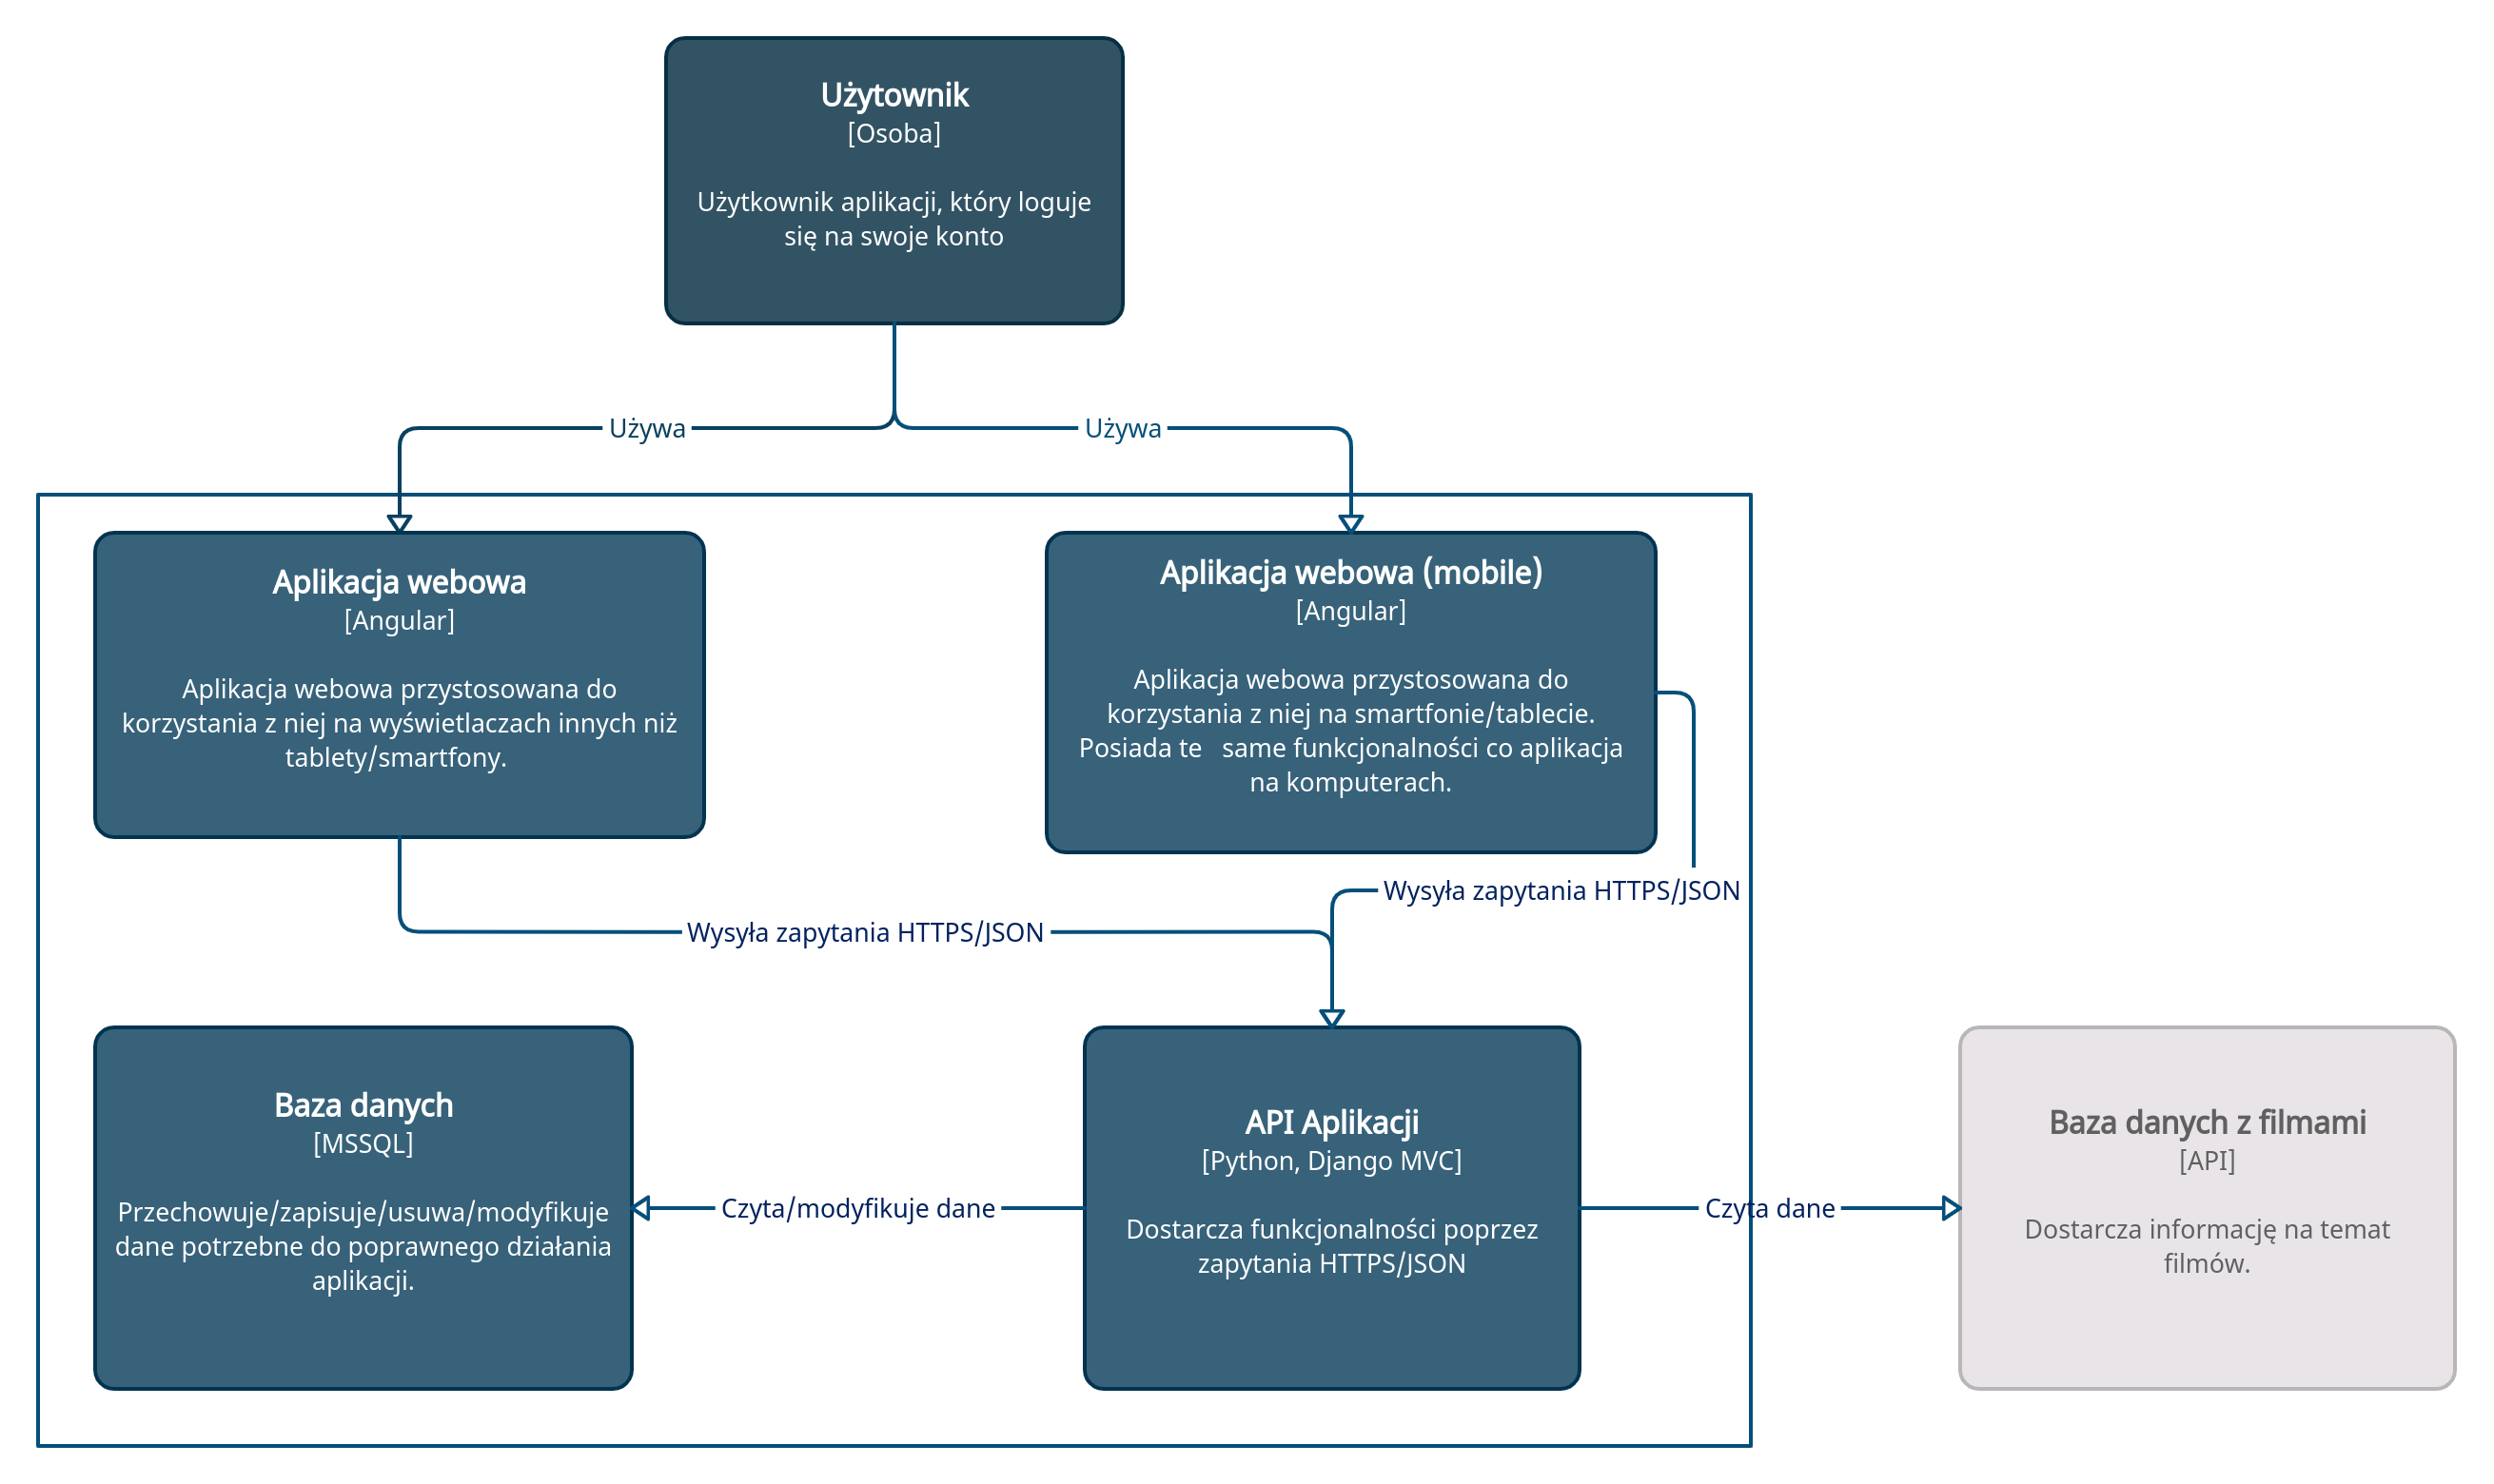 Użytownik
[Osoba]
Użytkownik aplikacji, który loguje
się na swoje konto
Używa
Używa
Aplikacja webowa
[Angular]
Aplikacja webowa przystosowana do
korzystania z niej na wyświetlaczach innych niż
tablety/smartfony.
Aplikacja webowa (mobile)
[Angular]
Aplikacja webowa przystosowana do
korzystania z niej na smartfonie/tablecie.
Posiada te   same funkcjonalności co aplikacja
na komputerach.
Wysyła zapytania HTTPS/JSON
Wysyła zapytania HTTPS/JSON
Baza danych
[MSSQL]
Przechowuje/zapisuje/usuwa/modyfikuje
dane potrzebne do poprawnego działania
aplikacji.
Czyta/modyfikuje dane
API Aplikacji
[Python, Django MVC]
Dostarcza funkcjonalności poprzez
zapytania HTTPS/JSON
Czyta dane
Baza danych z filmami
[API]
Dostarcza informację na temat
filmów.